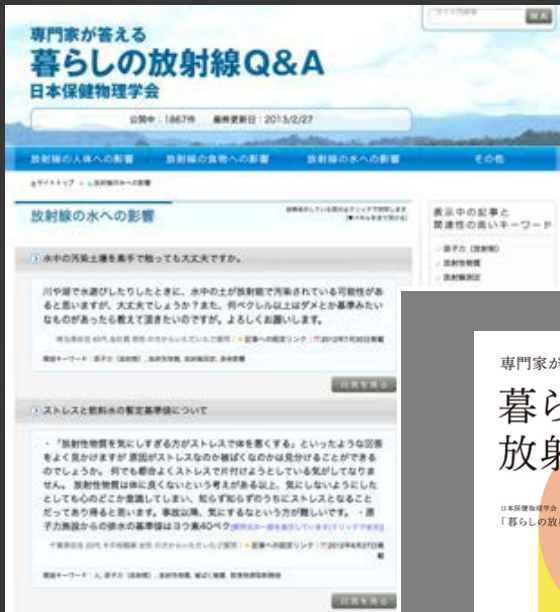 専門家が答える
暮らしの放射線Q&A
日本保健物理学会
公開中：1867件 最終更新日：2013/2/27
放射線の人体への影響 放射線の食物への影響 放射線の水への影響 その他
放射線の水への影響
表示中の記事と
関連性の高いキーワード
原子力（放射能）
放射性物質
放射線測定
水中の汚染土壌を素手で触っても大丈夫ですか。
川や湖で水遊びしたりしたときに、水中の土が放射能で汚染されている可能性があ
ると思いますが、大丈夫でしょうか？また、何ベクレル以上はダメとか基準みたい
なものがあったら教えて頂きたいのですが。よろしくお願いします。
回答を見る
ストレスと飲料水の暫定基準値について
・「放射性物質を気にしすぎる方がストレスで体を悪くする」といったような回答
をよく見かけますが 原因がストレスなのか被ばくなのかは見分けることができる
のでしょうか。何でも都合よくストレスで片付けようとしている気がしてなりま
せん。 放射性物質は体に良くないという考えがある以上、気にしないようにした
としても心のどこか意識してしまい、知らず知らずのうちにストレスとなること
だってあり得ると思います。事故以降、気にするなという方が難しいです。 ・原
子力施設からの排水の基準値はヨウ素40ベク
回答を見る
専門家が
暮ら
放射
日本保健物理学会
「暮らしの放